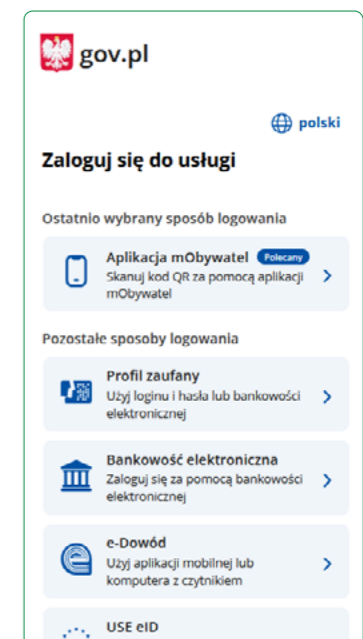 gov.pl
polski
Zaloguj się do usługi
Ostatnio wybrany sposób logowania
Aplikacja mObywatel Polecany
Skanuj kod QR za pomocą aplikacji
mObywatel
Pozostałe sposoby logowania
Profil zaufany
Użyj loginu i hasła lub bankowości
elektronicznej
Bankowość elektroniczna
Zaloguj się za pomocą bankowości
elektronicznej
e-Dowód
Użyj aplikacji mobilnej lub
komputera z czytnikiem
USE eID